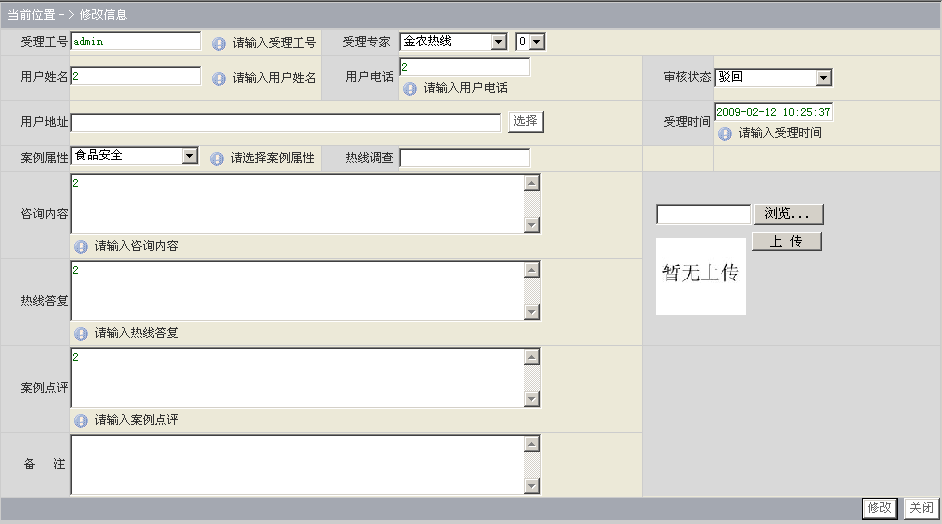 当前位置 - > 修改信息
受理工号 admin 请输入受理工号 受理专家 金农热线 0
用户姓名 2 请输入用户姓名 用户电话 2 请输入用户电话 审核状态 驳回
用户地址 选择 受理时间 2009-02-12 10:25:37 请输入受理时间
案例属性 食品安全 请选择案例属性 热线调查
咨询内容 2
请输入咨询内容
浏览...
上 传
暂无上传
热线答复 2
请输入热线答复
案例点评 2
请输入案例点评
备 注
修改 关闭